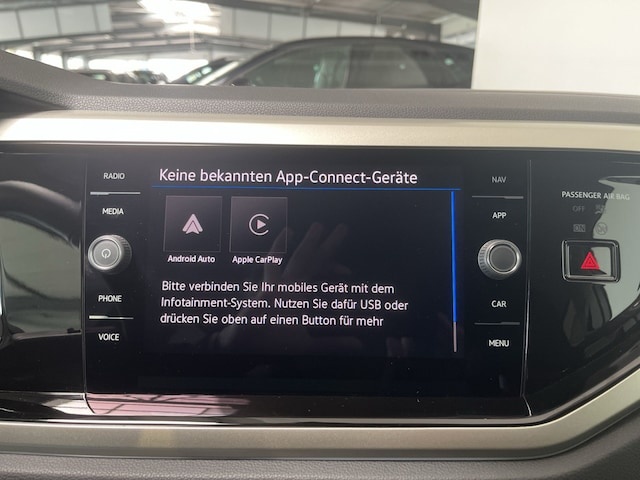 RADIO
MEDIA
PHONE
VOICE
Keine bekannten App-Connect-Geräte
Android Auto
Apple CarPlay
Bitte verbinden Sie Ihr mobiles Gerät mit dem
Infotainment-System. Nutzen Sie dafür USB oder
drücken Sie oben auf einen Button für mehr
NAV
APP
CAR
MENU
PASSENGER AIR BAG
OFF
ON